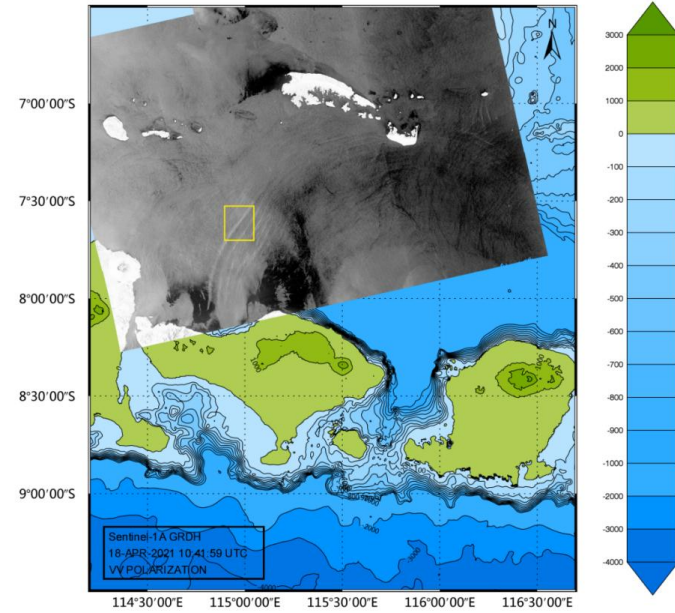 N
7°00'00"S
7°30'00"S
8°00'00"S
8°30'00"S
9°00'00"S
114°30'00"E 115°00'00"E 115°30'00"E 116°00'00"E 116°30'00"E
Sentinel-1A GRDH
18-APR-2021 10:41:59 UTC
VV POLARIZATION
3000
2000
1000
0
-100
-200
-300
-400
-500
-600
-700
-800
-900
-1000
-2000
-3000
-4000